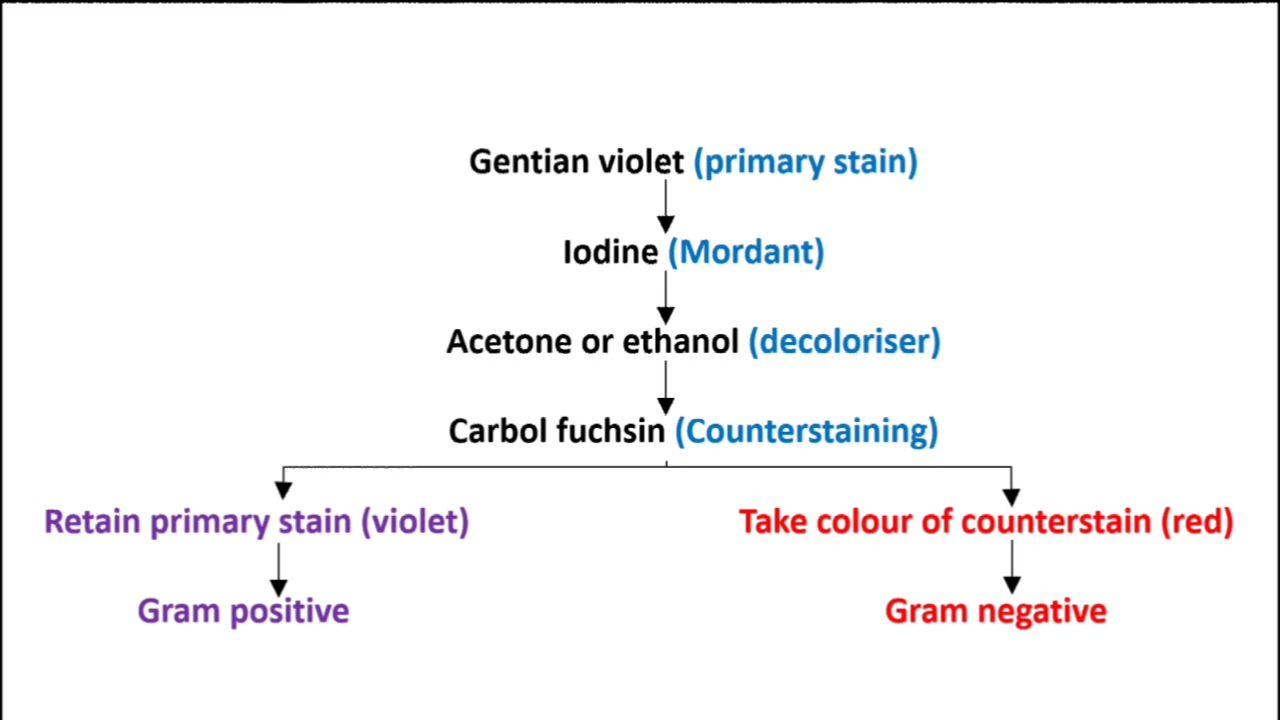 Gentian violet (primary stain)
Iodine (Mordant)
Acetone or ethanol (decoloriser)
Carbol fuchsin (Counterstaining)
Retain primary stain (violet)
Take colour of counterstain (red)
Gram positive
Gram negative